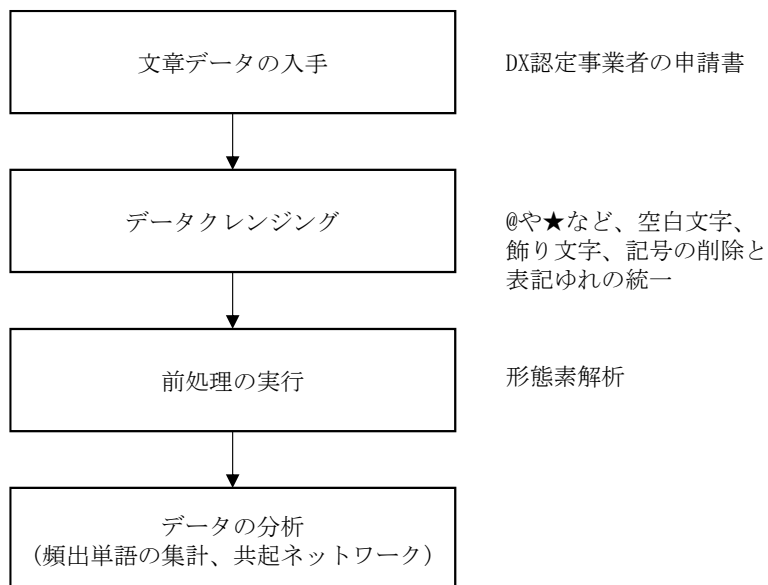 文章データの入手
DX認定事業者の申請書
データクレンジング
@や★など、空白文字、
飾り文字、記号の削除と
表記ゆれの統一
前処理の実行
形態素解析
データの分析
(頻出単語の集計、共起ネットワーク)